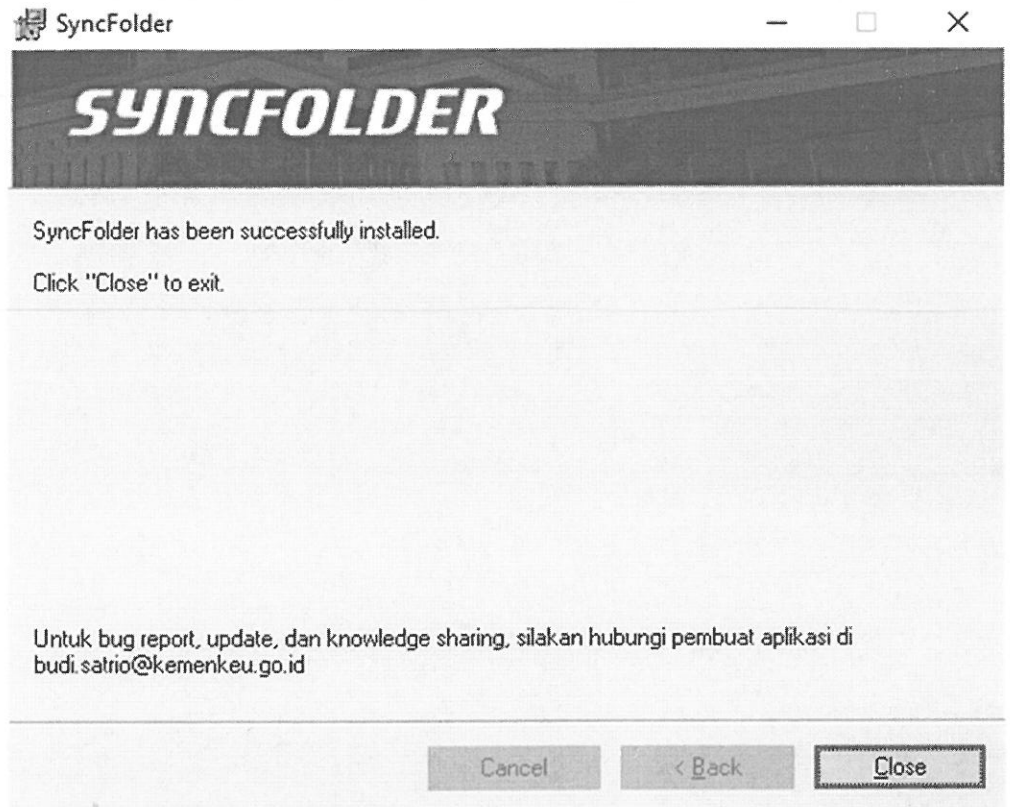 SyncFolder
SYNCFOLDER
SyncFolder has been successfully installed.
Click "Close" to exit.
Untuk bug report, update, dan knowledge sharing, silakan hubungi pembuat aplikasi di
budi.satrio@kemenkeu.go.id
Cancel
< Back
Close